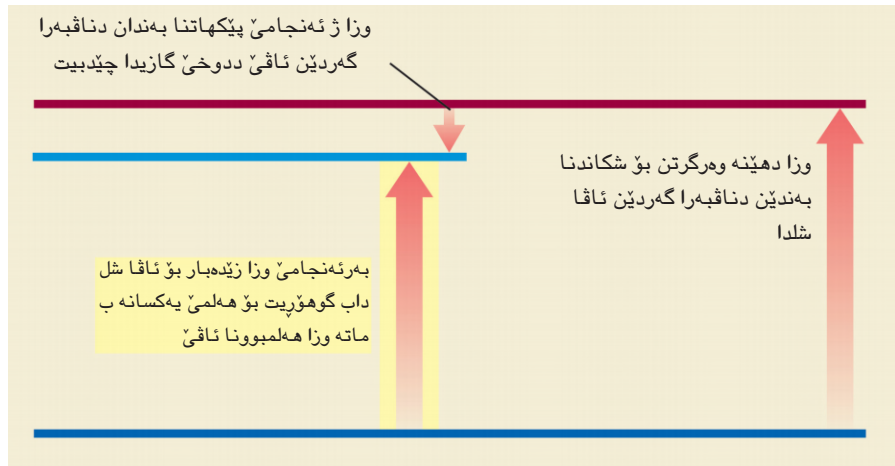 وزا ژ ئەنجامێ پێکهاتنا بەندان دناڤبەرا
گەردێن ئاڤێ ددوخێ گازیدا چێدبیت
وزا دهێنە وەرگرتن بۆ شکاندنا
بەندێن دناڤبەرا گەردێن ئاڤا
شلدا
بەرئەنجامێ وزا زێدەبار بۆ ئاڤا شل
داب گوهۆڕیت بۆ هەلمێ یەکسانە ب
ماتە وزا هەلمبوونا ئاڤێ